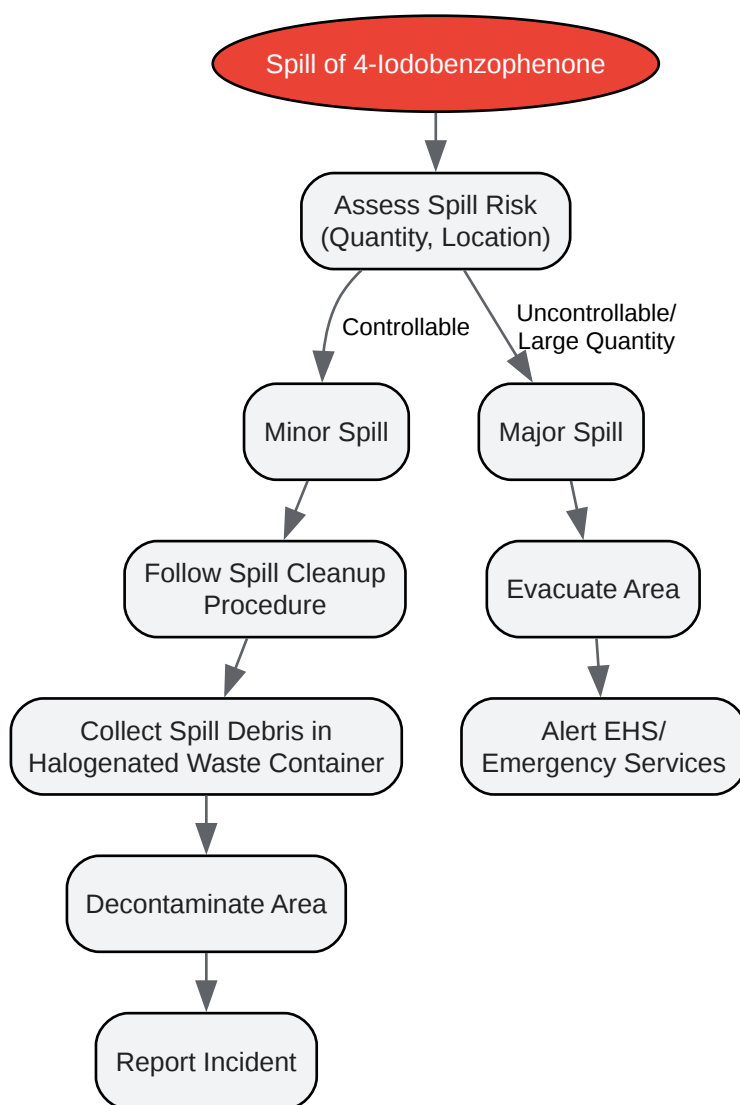 Spill of 4-Iodobenzophenone
Assess Spill Risk
(Quantity, Location)
Controllable
Uncontrollable/
Large Quantity
Minor Spill
Major Spill
Follow Spill Cleanup
Procedure
Evacuate Area
Collect Spill Debris in
Halogenated Waste Container
Alert EHS/
Emergency Services
Decontaminate Area
Report Incident